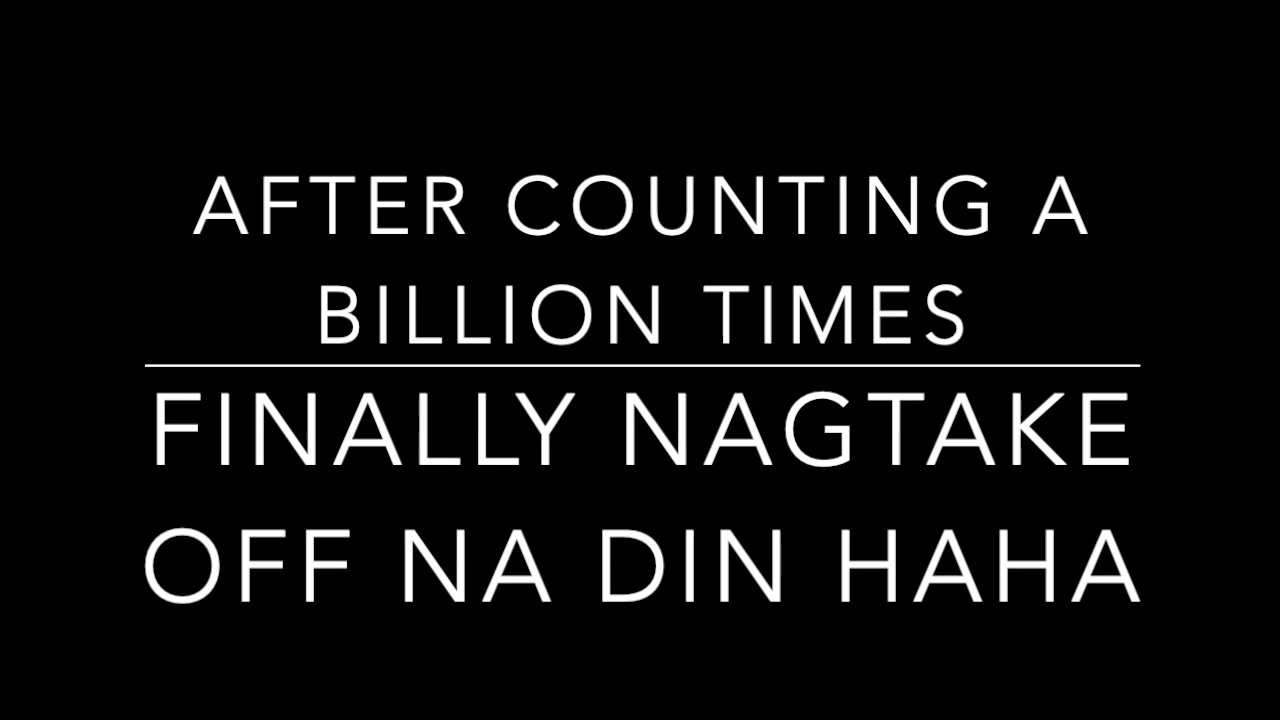 AFTER COUNTING A
BILLION TIMES
FINALLY NAGTAKE
OFF NA DIN HAHA